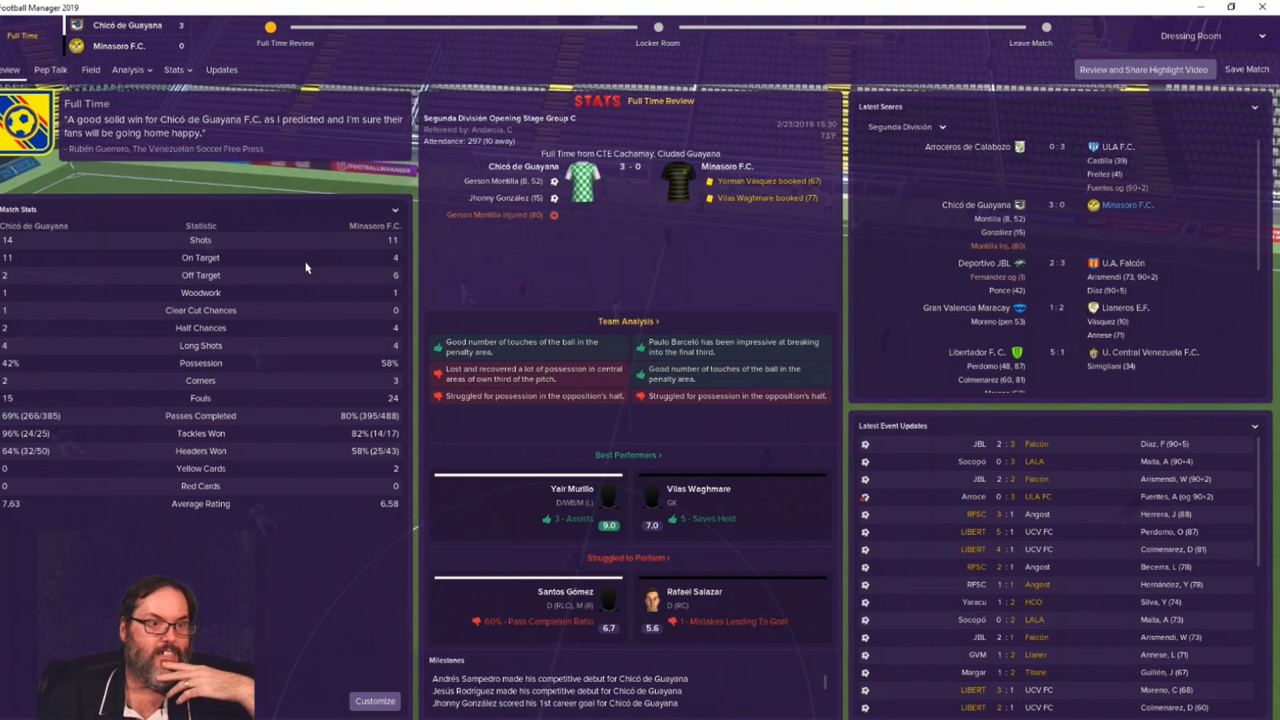 Football Manager 2019
Full Time
Chicó de Guayana 3
Minasoro F.C. 0
Full Time Review
Locker Room
Leave Match
Dressing Room
Pep Talk Field Analysis Stats Updates
Review and Share Highlight Video Save Match
Full Time
"A good solid win for Chicó de Guayana F.C. as I predicted and I'm sure their
fans will be going home happy."
- Rubén Guerrero, The Venezuelan Soccer Free Press
Match Stats
Chicó de Guayana Statistic Minasoro F.C.
14 Shots 11
11 On Target 4
2 Off Target 6
1 Woodwork 1
1 Clear Cut Chances 0
2 Half Chances 4
4 Long Shots 4
42% Possession 58%
2 Corners 3
15 Fouls 24
69% (266/385) Passes Completed 80% (395/488)
96% (24/25) Tackles Won 82% (14/17)
64% (32/50) Headers Won 58% (25/43)
0 Yellow Cards 2
0 Red Cards 0
7.63 Average Rating 6.58
Customize
STATS Full Time Review
Segunda División Opening Stage Group C
Refereed by: Andarcia, C
Attendance: 297 (10 away)
2/23/2019 15:30
73°F
Full Time from CTE Cachamay, Ciudad Guayana
Chicó de Guayana 3 - 0 Minasoro F.C.
Gerson Montilla (8, 52) Yorman Vásquez booked (67)
Jhonny González (15) Vilas Waghmare booked (77)
Gerson Montilla injured (80)
Team Analysis >
Good number of touches of the ball in the
penalty area.
Lost and recovered a lot of possession in central
areas of own third of the pitch.
Struggled for possession in the opposition's half.
Paulo Barceló has been impressive at breaking
into the final third.
Good number of touches of the ball in the
penalty area.
Struggled for possession in the opposition's half.
Best Performers >
Yair Murillo
D/WB/M (L)
3 - Assists 9.0
Vilas Waghmare
GK
7.0 5 - Saves Held
Struggled to Perform >
Santos Gómez
D (RLC), M (R)
60% - Pass Completion Ratio 6.7
Rafael Salazar
D (RC)
5.6 1 - Mistakes Leading To Goal
Milestones
Andrés Sampedro made his competitive debut for Chicó de Guayana
Jesús Rodríguez made his competitive debut for Chicó de Guayana
Jhonny González scored his 1st career goal for Chicó de Guayana
Latest Scores
Segunda División
Arroceros de Calabozo 0 : 3 ULA F.C.
Castilla (39)
Freitez (41)
Fuentes og (90+2)
Chicó de Guayana 3 : 0 Minasoro F.C.
Montilla (8, 52)
González (15)
Montilla Inj. (80)
Deportivo JBL 2 : 3 U.A. Falcón
Fernández og (1) Arismendi (73, 90+2)
Ponce (42) Díaz (90+5)
Gran Valencia Maracay 1 : 2 Llaneros E.F.
Moreno (pen 53) Vásquez (10)
Annese (71)
Libertador F. C. 5 : 1 U. Central Venezuela F.C.
Perdomo (48, 87) Simigliani (34)
Colmenarez (60, 81)
Latest Event Updates
JBL 2 : 3 Falcón Díaz, F (90+5)
Socopó 0 : 3 LALA Maita, A (90+4)
JBL 2 : 2 Falcón Arismendi, W (90+2)
Arroce 0 : 3 ULA FC Fuentes, A (og 90+2)
RPSC 3 : 1 Angost Herrera, J (88)
LIBERT 5 : 1 UCV FC Perdomo, O (87)
LIBERT 4 : 1 UCV FC Colmenarez, D (81)
RPSC 2 : 1 Angost Becerra, L (78)
RPSC 1 : 1 Angost Hernández, Y (78)
Yaracu 1 : 2 HCO Silva, Y (74)
Socopó 0 : 2 LALA Maita, A (73)
JBL 2 : 1 Falcón Arismendi, W (73)
GVM 1 : 2 Llaner Annese, L (71)
Margar 1 : 2 Titane Guillén, J (67)
LIBERT 3 : 1 UCV FC Moreno, C (68)
LIBERT 2 : 1 UCV FC Colmenarez, D (60)